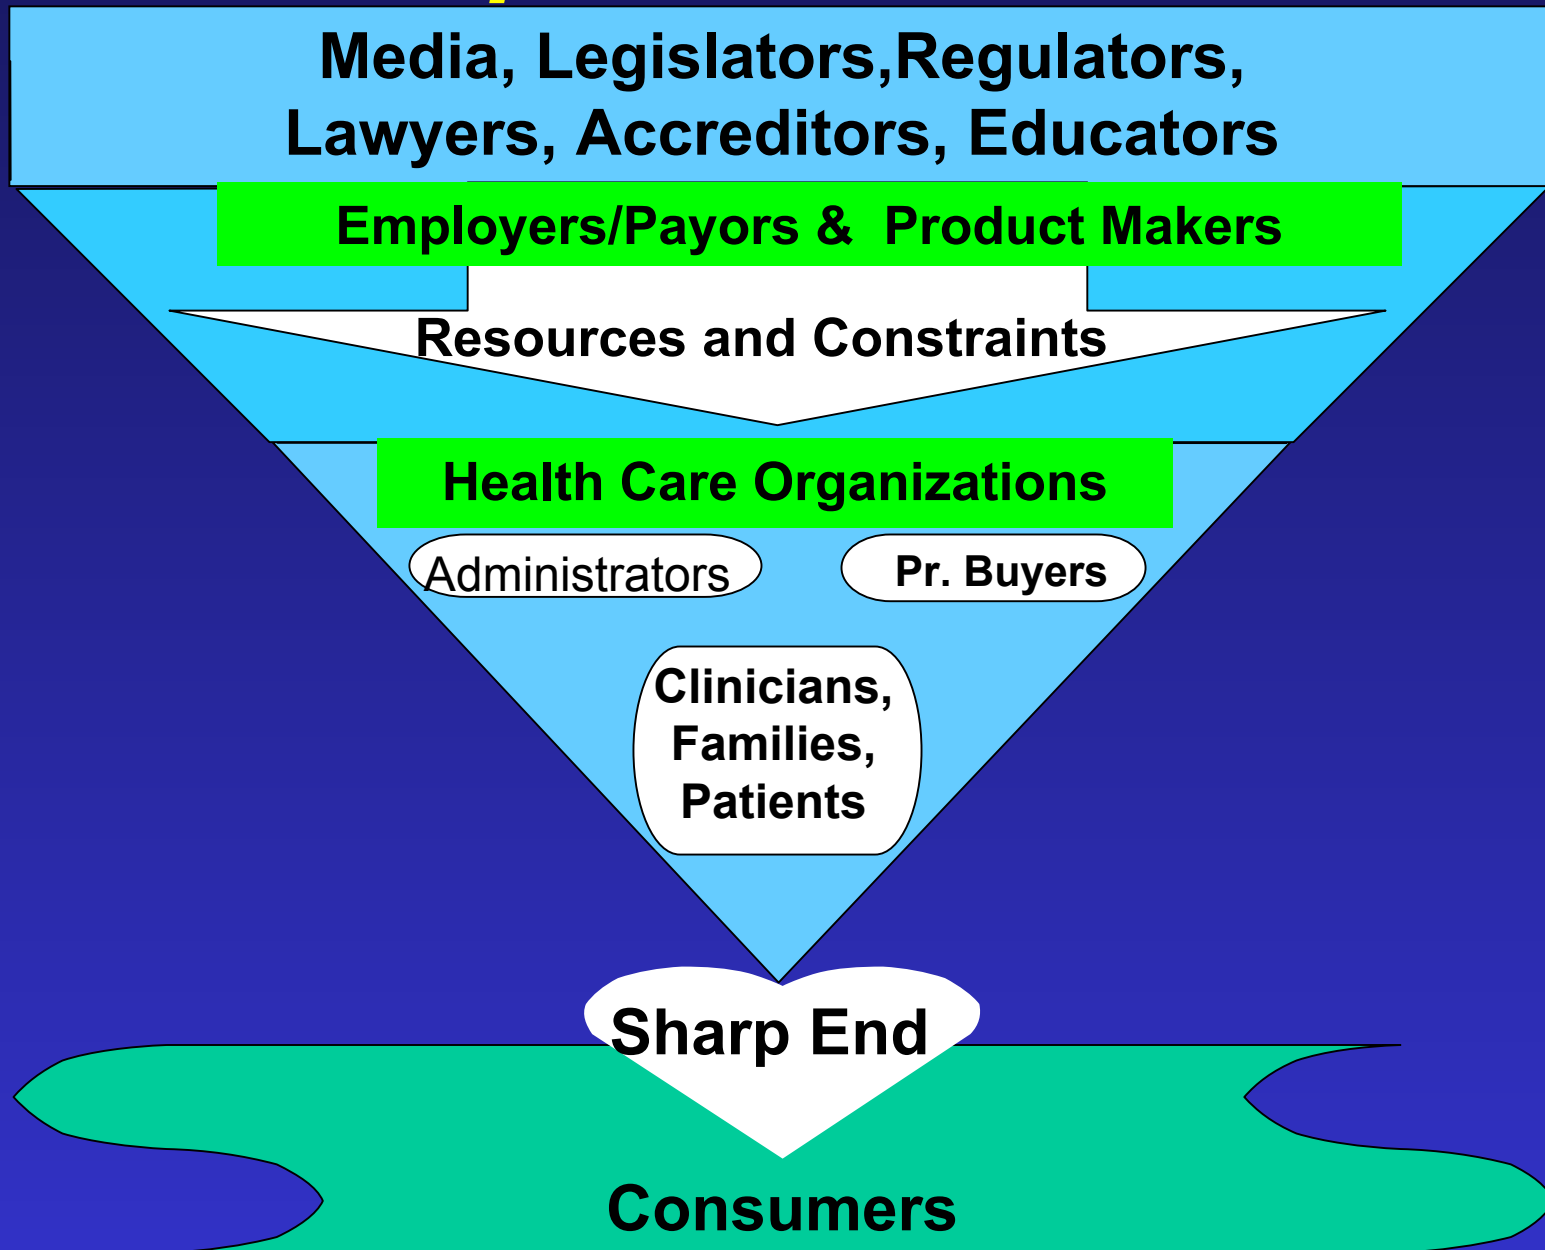 Media, Legislators,Regulators,
Lawyers, Accreditors, Educators
Employers/Payors & Product Makers
Resources and Constraints
Health Care Organizations
Administrators
Pr. Buyers
Clinicians,
Families,
Patients
Sharp End
Consumers